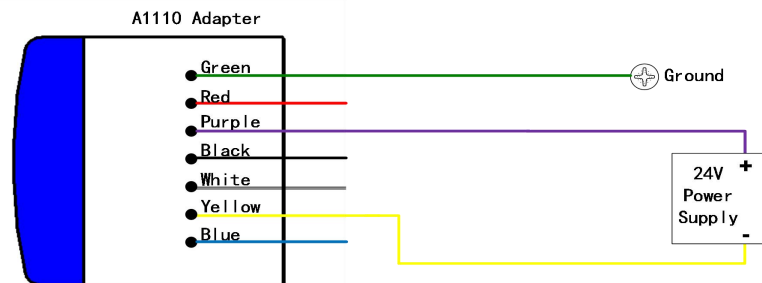 A1110 Adapter
Green
Ground
Red
Purple
Black
White
Yellow
Blue
+
24V
Power
Supply
-